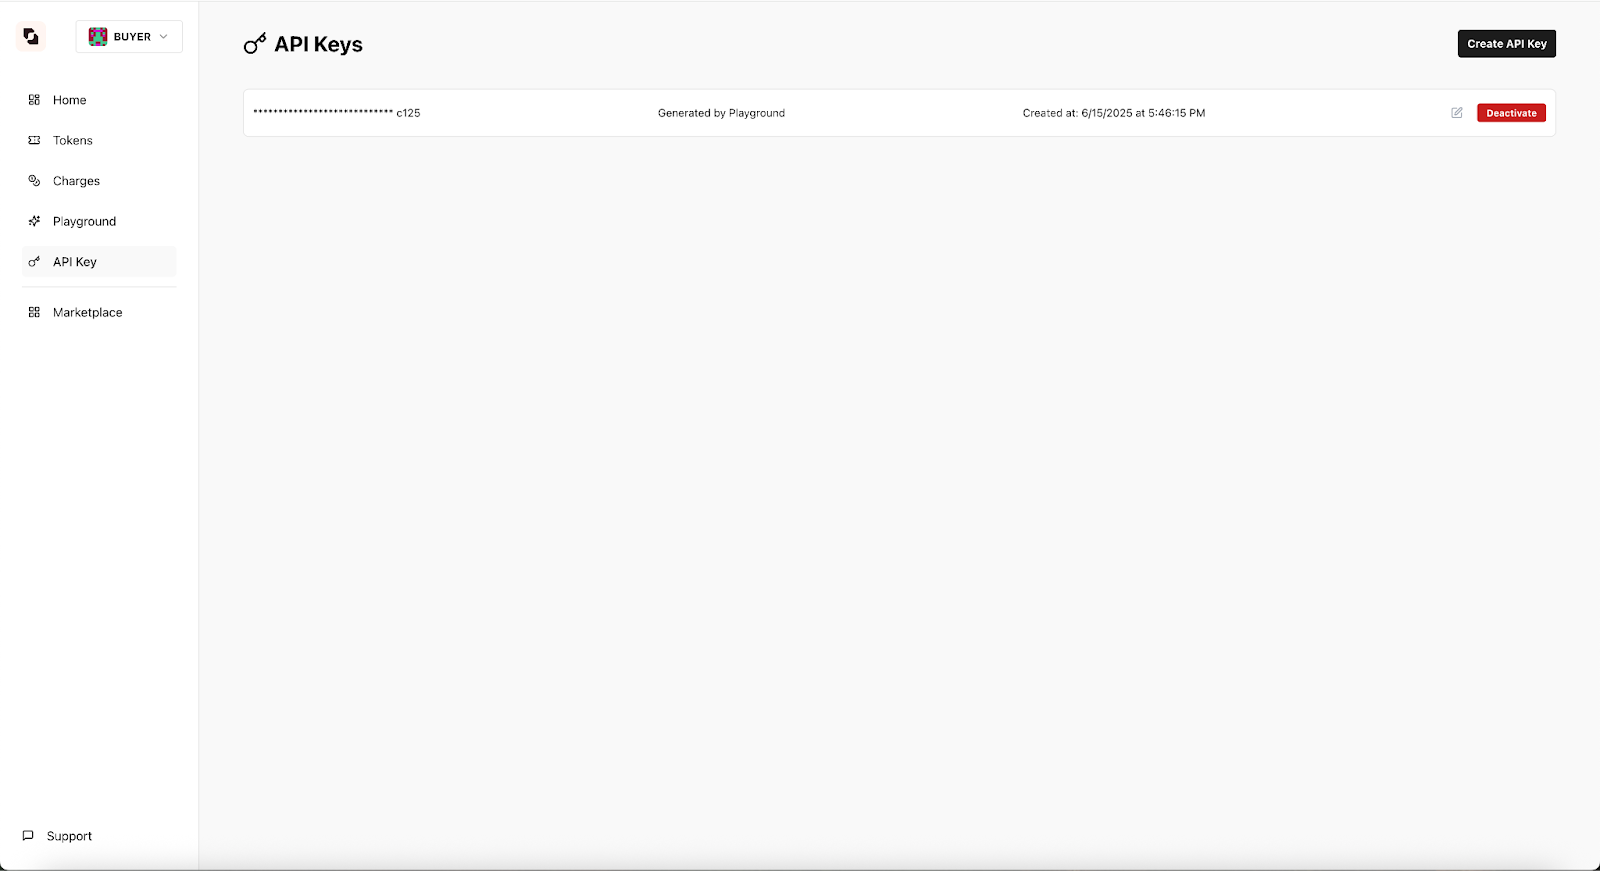 BUYER
Home
Tokens
Charges
Playground
API Key
Marketplace
Support
API Keys
Create API Key
**************************** c125
Generated by Playground
Created at: 6/15/2025 at 5:46:15 PM
Deactivate